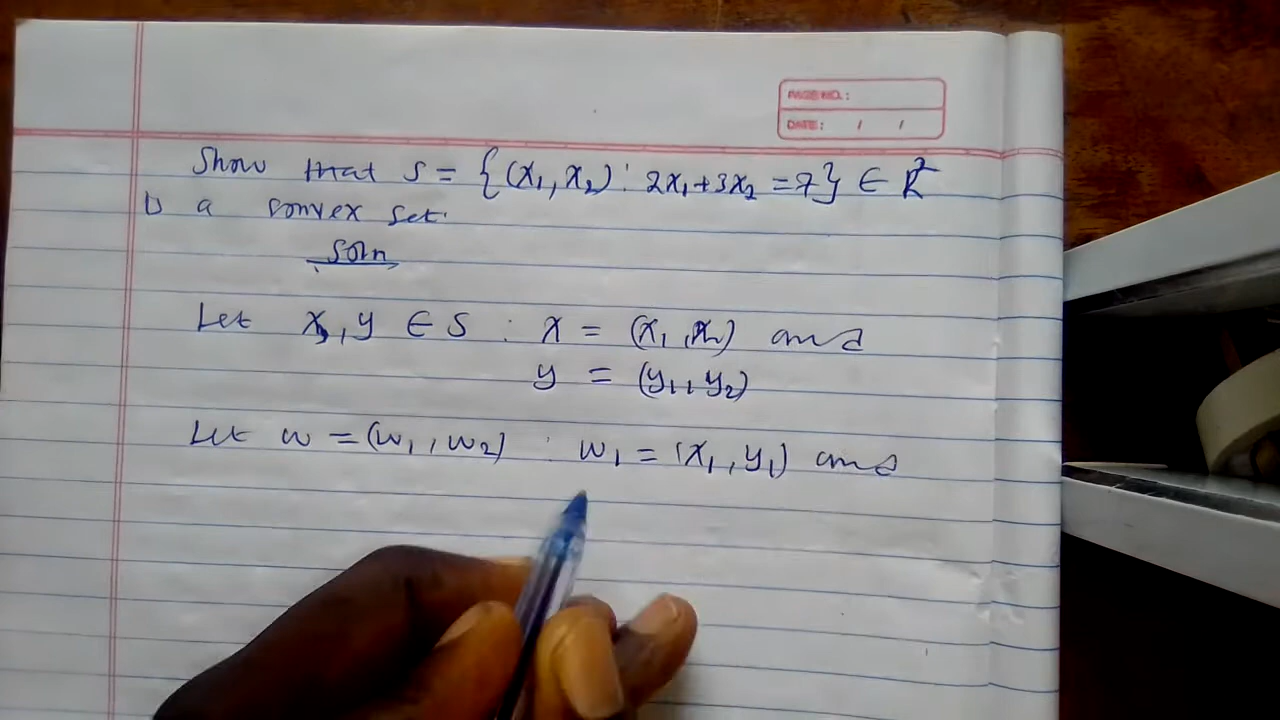 PAGE NO. :
DATE : / /
Show that S = {(x₁, x₂) : 2x₁ + 3x₂ = 7} ∈ R²
is a convex set.
Soln
Let x, y ∈ S : x = (x₁, x₂) and
y = (y₁, y₂)
Let w = (w₁, w₂) : w₁ = (x₁, y₁) and